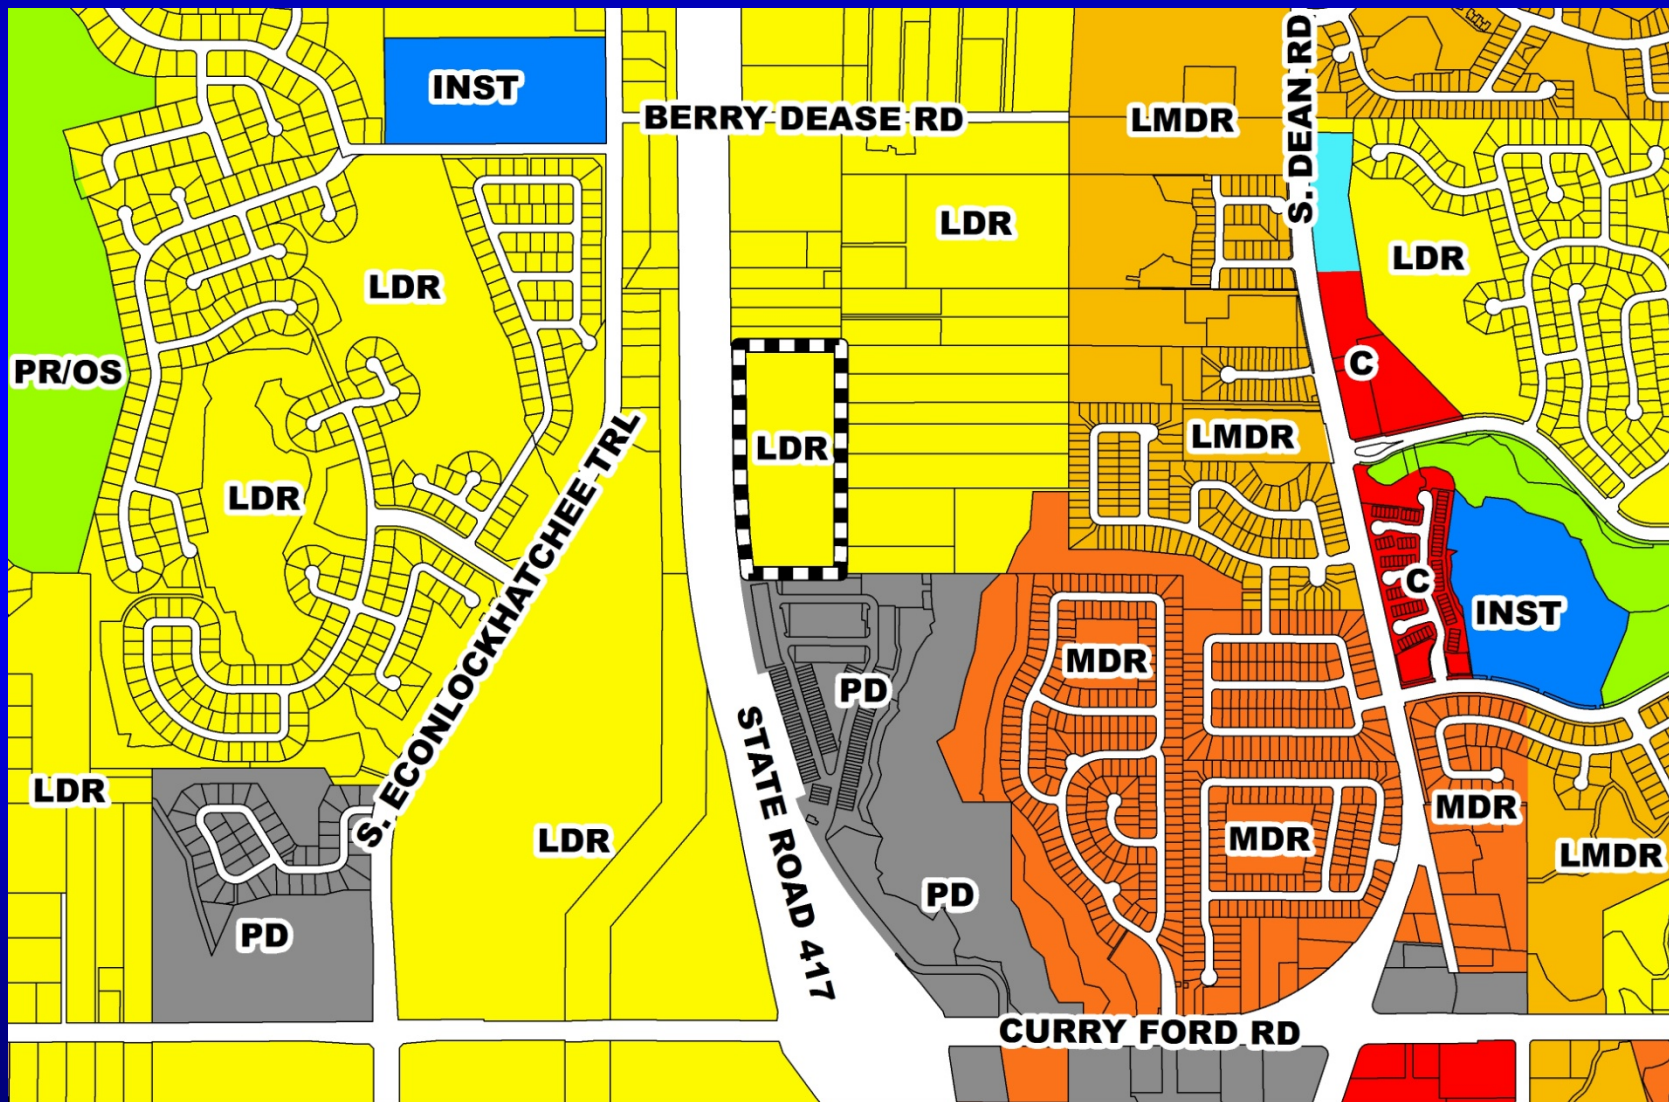 INST
BERRY DEASE RD
LMDR
S. DEAN RD
LDR
LDR
LDR
PR/OS
C
LMDR
LDR
LDR
S. ECONLOCKHATCHEE TRL
C
INST
MDR
PD
STATE ROAD 417
LDR
MDR
LDR
MDR
LMDR
PD
PD
CURRY FORD RD